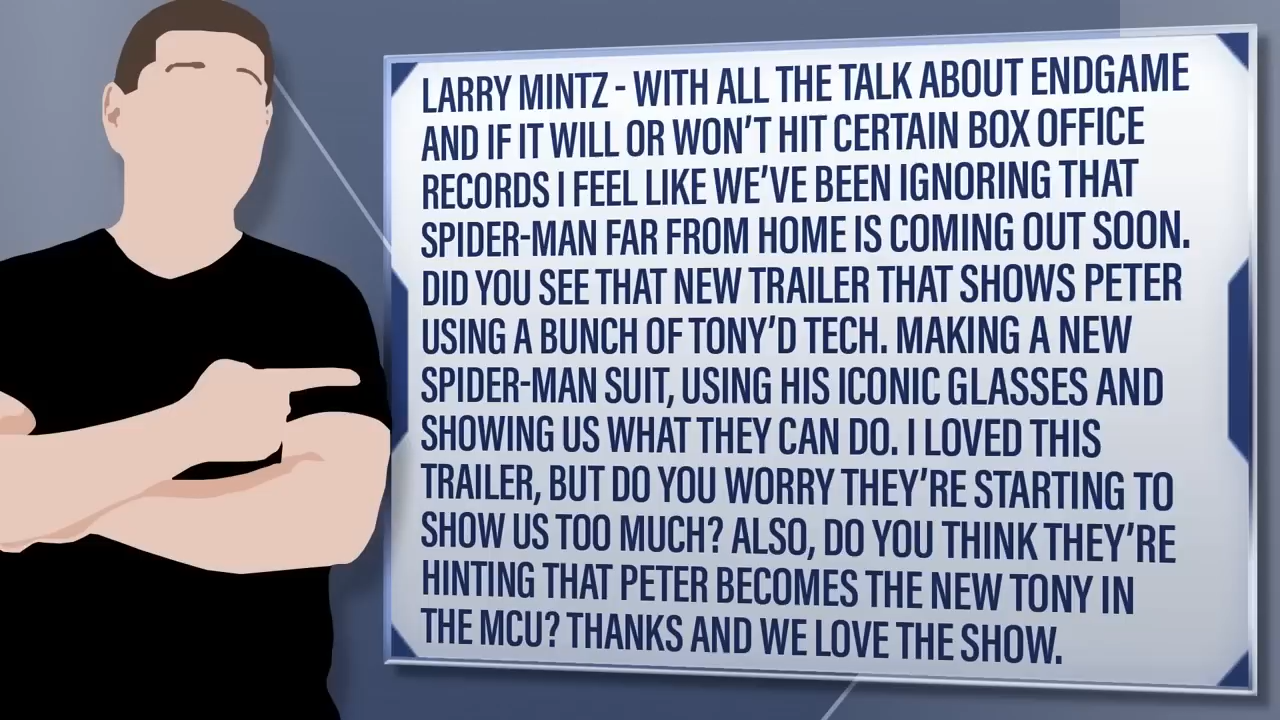 LARRY MINTZ - WITH ALL THE TALK ABOUT ENDGAME
AND IF IT WILL OR WON'T HIT CERTAIN BOX OFFICE
RECORDS I FEEL LIKE WE'VE BEEN IGNORING THAT
SPIDER-MAN FAR FROM HOME IS COMING OUT SOON.
DID YOU SEE THAT NEW TRAILER THAT SHOWS PETER
USING A BUNCH OF TONY'D TECH. MAKING A NEW
SPIDER-MAN SUIT, USING HIS ICONIC GLASSES AND
SHOWING US WHAT THEY CAN DO. I LOVED THIS
TRAILER, BUT DO YOU WORRY THEY'RE STARTING TO
SHOW US TOO MUCH? ALSO, DO YOU THINK THEY'RE
HINTING THAT PETER BECOMES THE NEW TONY IN
THE MCU? THANKS AND WE LOVE THE SHOW.